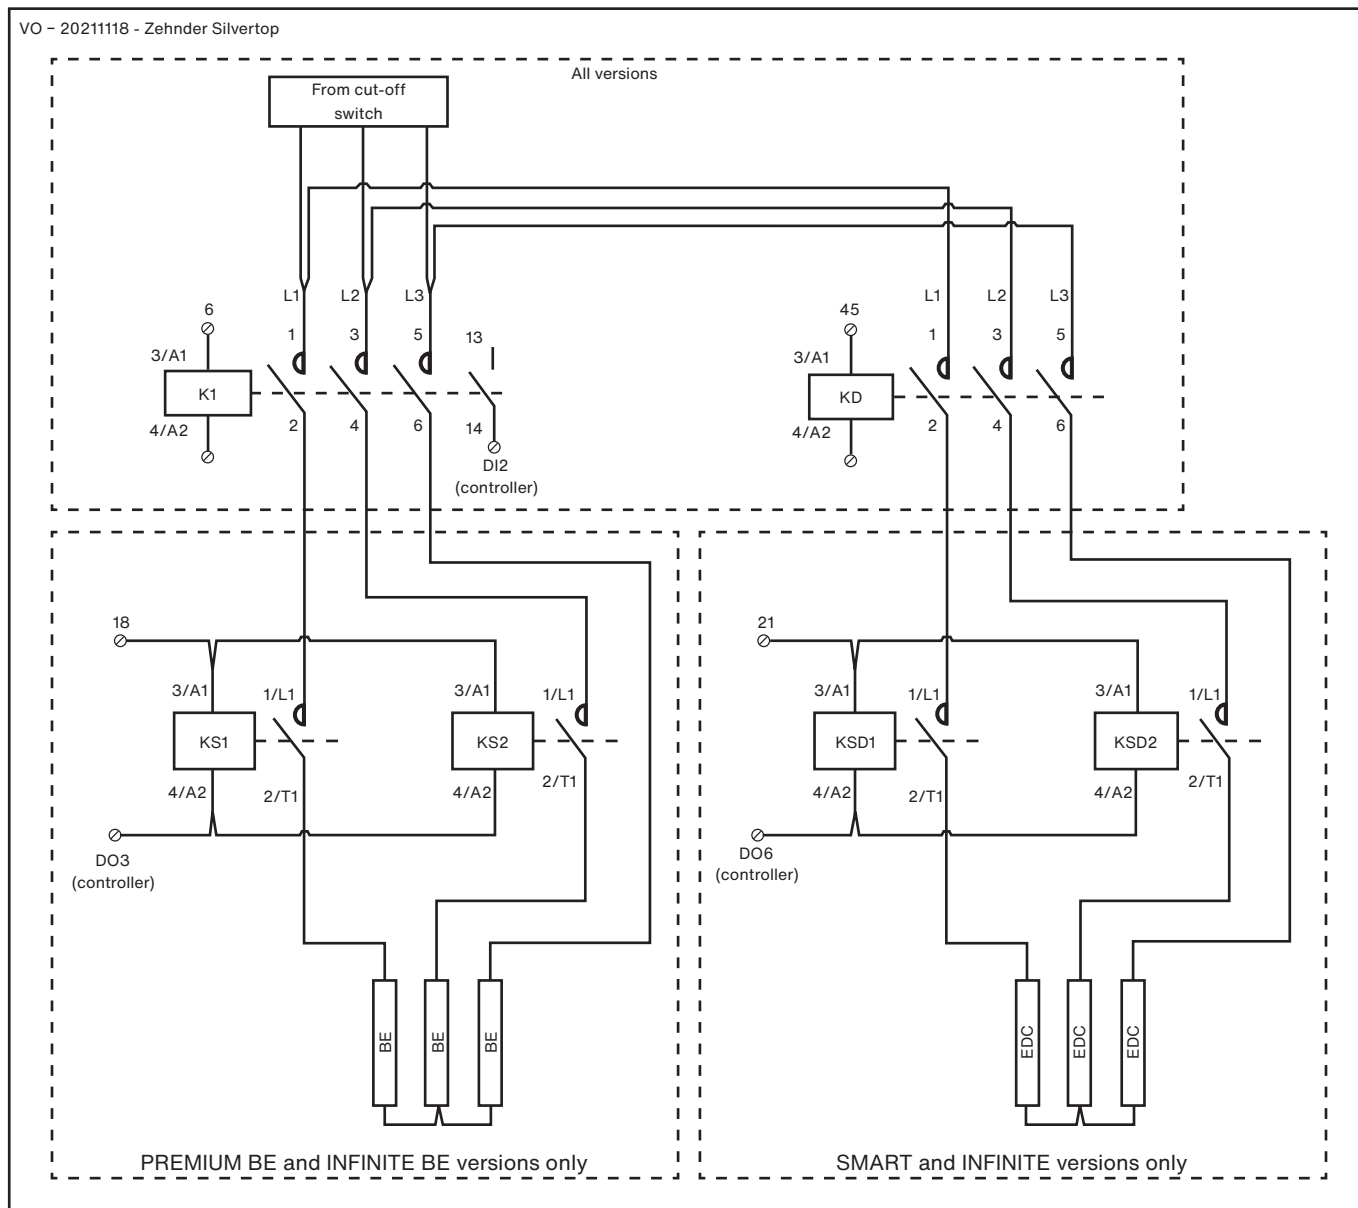 VO – 20211118 - Zehnder Silvertop
All versions
From cut-off
switch
L1 L2 L3
L1 L2 L3
6
1 3 5
13
45
1 3 5
3/A1
3/A1
K1
KD
4/A2
4/A2
2 4 6
14
2 4 6
DI2
(controller)
18
21
3/A1 1/L1 3/A1 1/L1
3/A1 1/L1 3/A1 1/L1
KS1 KS2
KSD1 KSD2
4/A2 2/T1 4/A2 2/T1
4/A2 2/T1 4/A2 2/T1
DO3
(controller)
DO6
(controller)
BE BE BE
EDC EDC EDC
PREMIUM BE and INFINITE BE versions only
SMART and INFINITE versions only